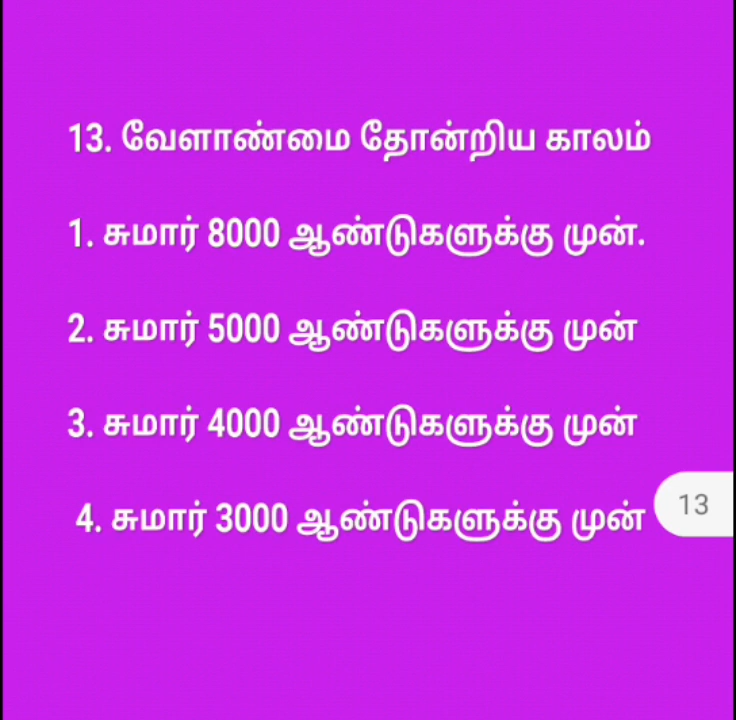 13. வேளாண்மை தோன்றிய காலம்
1. சுமார் 8000 ஆண்டுகளுக்கு முன்.
2. சுமார் 5000 ஆண்டுகளுக்கு முன்
3. சுமார் 4000 ஆண்டுகளுக்கு முன்
4. சுமார் 3000 ஆண்டுகளுக்கு முன்
13